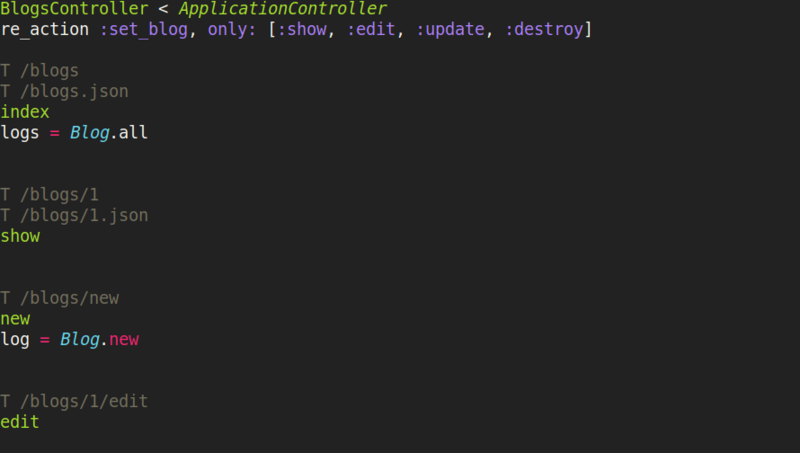 BlogsController < ApplicationController
re_action :set_blog, only: [:show, :edit, :update, :destroy]
T /blogs
T /blogs.json
index
logs = Blog.all
T /blogs/1
T /blogs/1.json
show
T /blogs/new
new
log = Blog.new
T /blogs/1/edit
edit